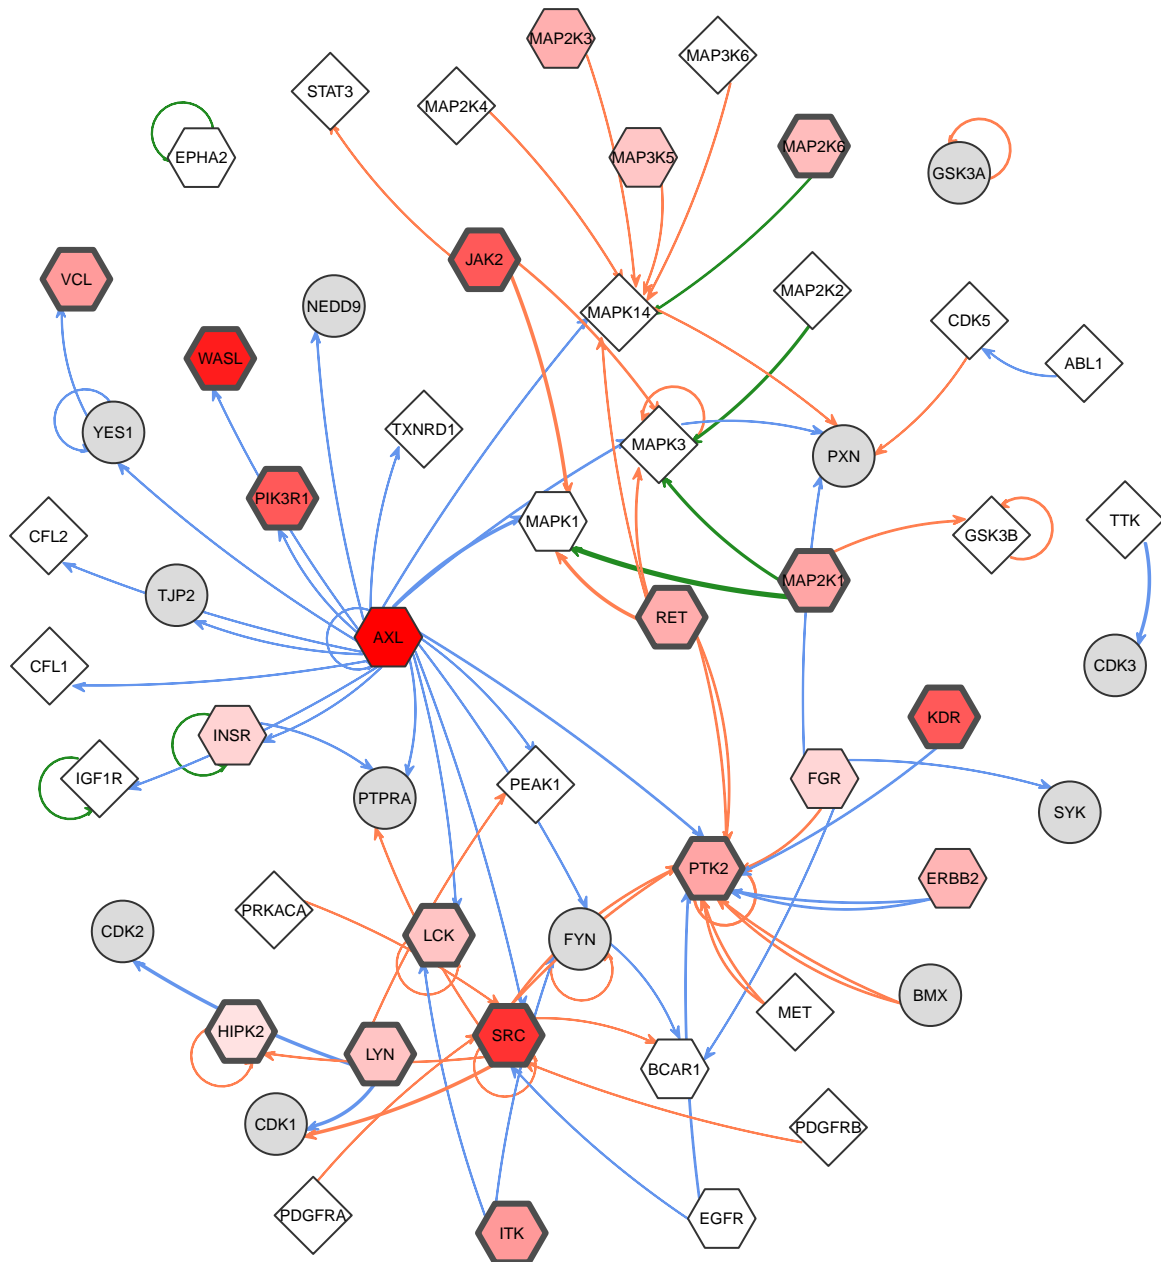 MAP2K3
MAP3K6
STAT3
MAP2K4
EPHA2
MAP3K5
MAP2K6
GSK3A
JAK2
VCL
NEDD9
MAPK14
MAP2K2
CDK5
ABL1
WASL
YES1
TXNRD1
MAPK3
PXN
PIK3R1
CFL2
MAPK1
GSK3B
TTK
TJP2
MAP2K1
RET
AXL
CFL1
CDK3
INSR
KDR
IGF1R
PTPRA
PEAK1
FGR
SYK
PTK2
ERBB2
PRKACA
CDK2
LCK
FYN
BMX
MET
HIPK2
LYN
SRC
BCAR1
CDK1
PDGFRB
PDGFRA
ITK
EGFR